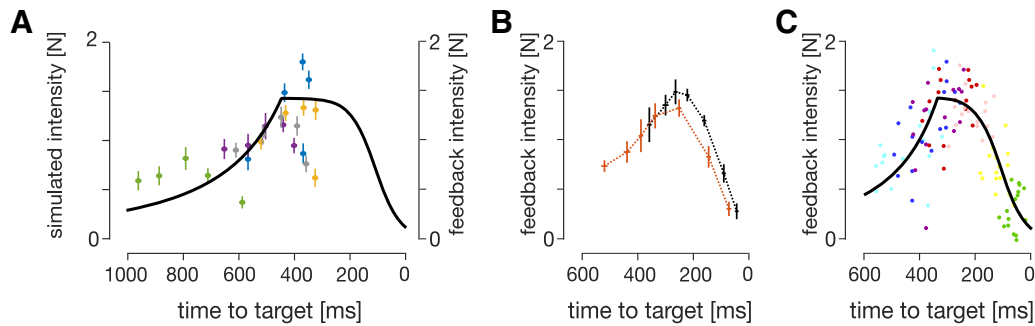 A
B
C
simulated intensity [N]
2
0
2
0
feedback intensity [N]
1000
800
600
400
200
0
time to target [ms]
feedback intensity [N]
2
0
600
400
200
0
time to target [ms]
feedback intensity [N]
2
0
600
400
200
0
time to target [ms]